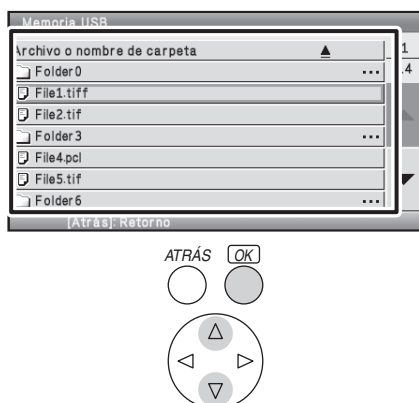 Memoria USB
Archivo o nombre de carpeta
1
Folder0 ...
.4
File1.tiff
File2.tif
Folder3 ...
File4.pcl
File5.tif
Folder6 ...
[Atrás]: Retorno
ATRÁS OK